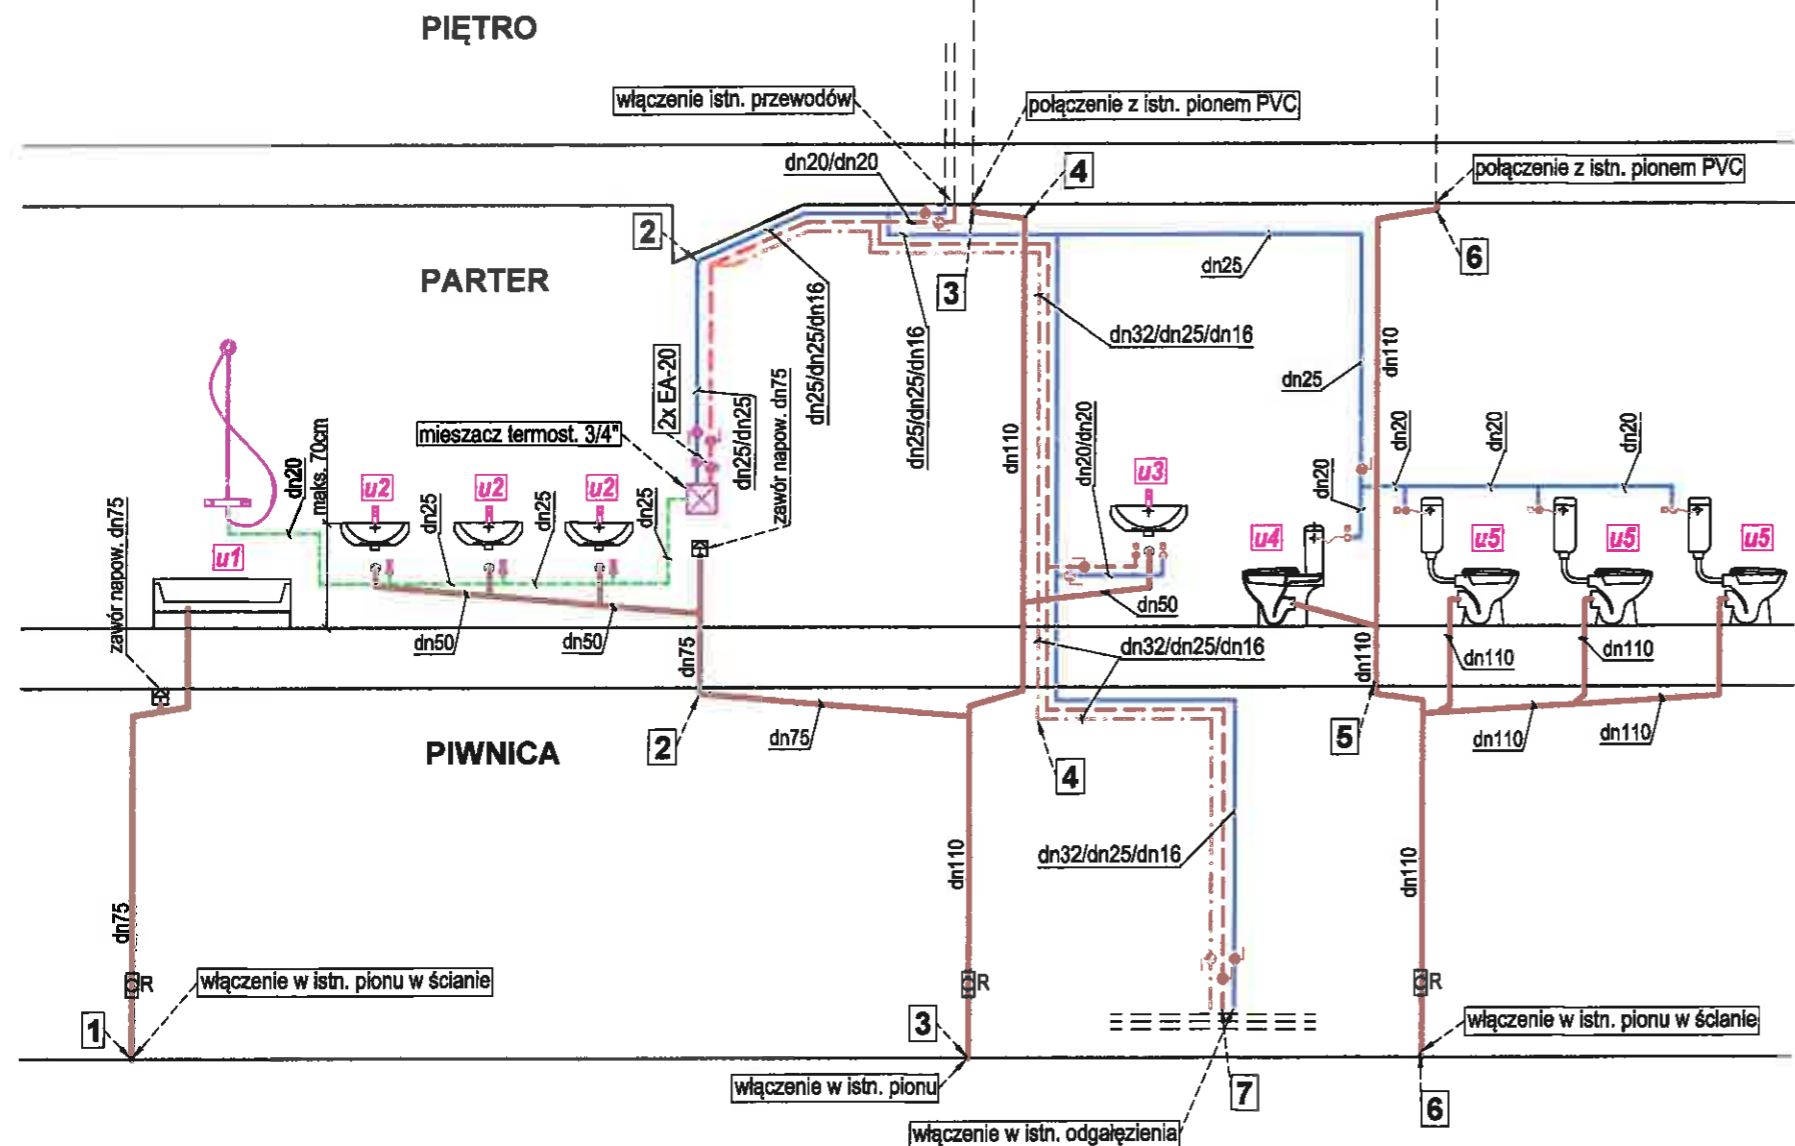 PIĘTRO
włączenie istn. przewodów
połączenie z istn. pionem PVC
dn20/dn20
4
połączenie z istn. pionem PVC
2
6
PARTER
3
dn25
dn25/dn25/dn16
dn25/dn25/dn16
dn32/dn25/dn16
dn110
dn25
2x EA-20
dn25/dn25
zawór napow. dn75
mieszacz termost. 3/4"
dn110
dn20/dn20
dn20
dn20
dn20
dn20
maks. 70cm
dn20
u2
u2
u2
u3
dn25
dn25
dn25
zawór napow. dn75
u1
u4
u5
u5
u5
dn50
dn50
dn50
dn75
dn32/dn25/dn16
dn110
dn110
dn110
dn75
2
5
dn110
dn110
PIWNICA
4
dn110
dn32/dn25/dn16
dn110
dn75
R
włączenie w istn. pionu w ścianie
R
R
1
3
włączenie w istn. pionu w ścianie
włączenie w istn. pionu
7
6
włączenie w istn. odgałęzienia